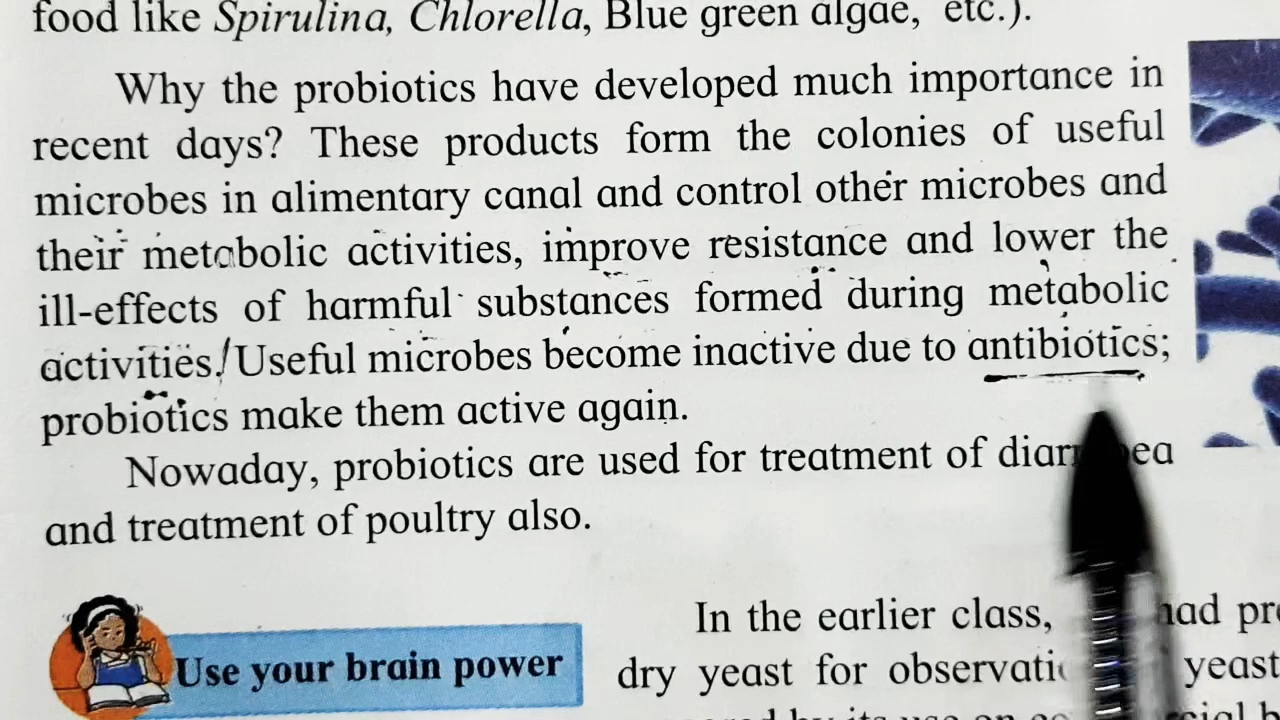 food like Spirulina, Chlorella, Blue green algae, etc.).
Why the probiotics have developed much importance in
recent days? These products form the colonies of useful
microbes in alimentary canal and control other microbes and
their metabolic activities, improve resistance and lower the
ill-effects of harmful substances formed during metabolic
activities. Useful microbes become inactive due to antibiotics;
probiotics make them active again.
Nowaday, probiotics are used for treatment of
and treatment of poultry also.
Use your brain power
In the earlier class, had
dry yeast for yeast